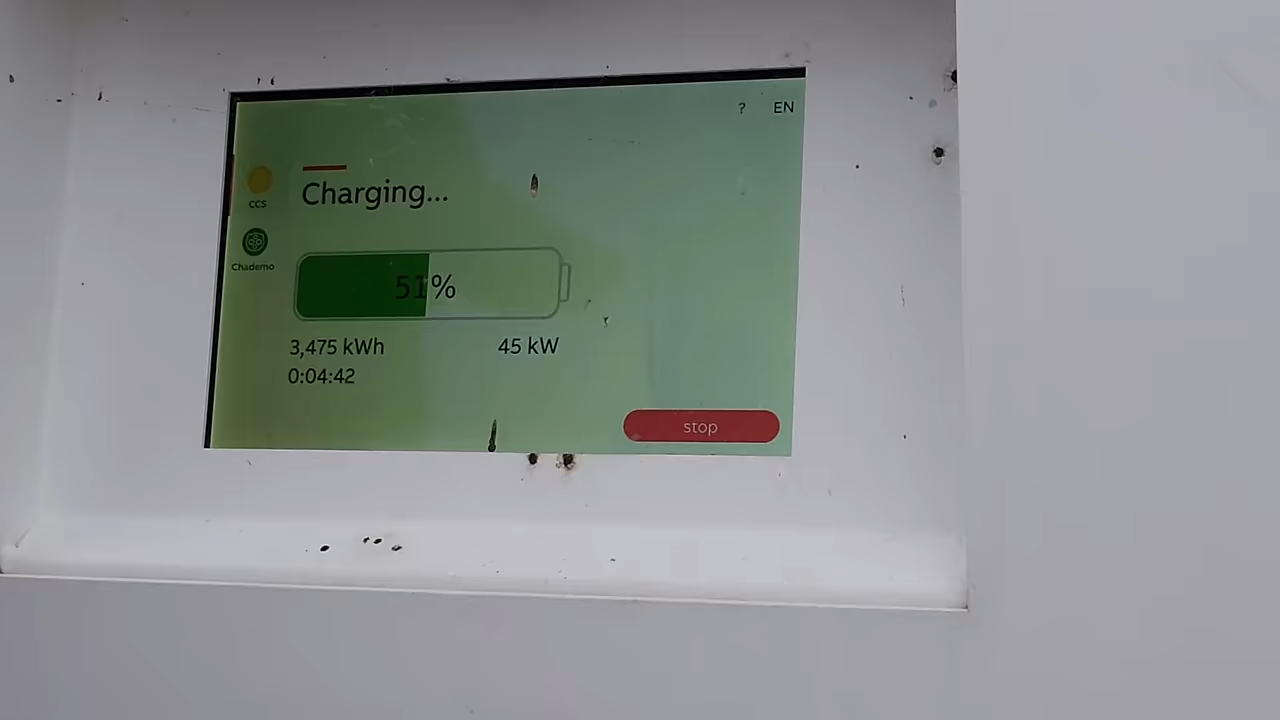 ? EN
CCS
Charging...
Chademo
51%
3,475 kWh 45 kW
0:04:42
stop